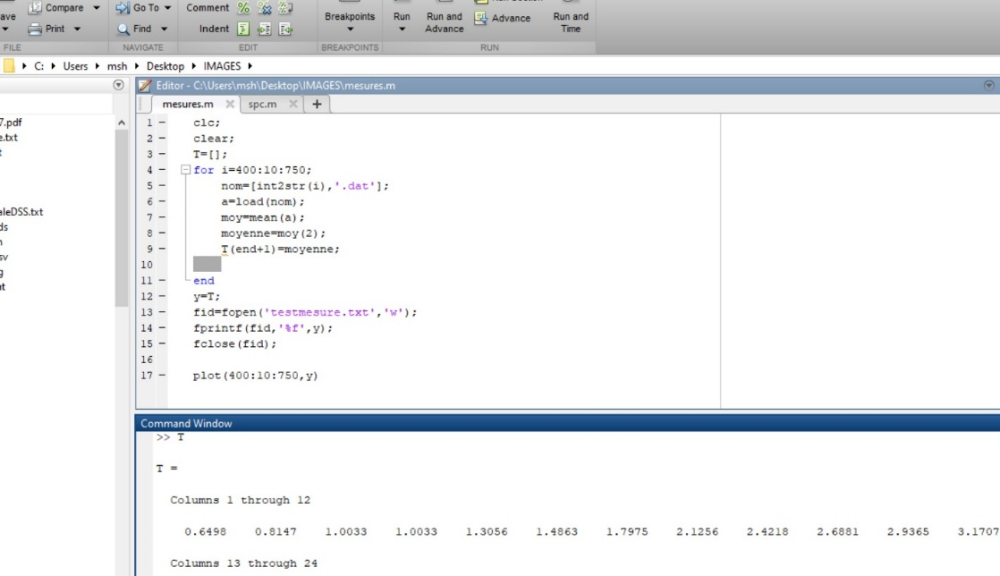 Compare
Go To
Comment
Breakpoints
Run
Run and
Advance
Advance
Run and
Time
Print
Find
Indent
FILE
NAVIGATE
EDIT
BREAKPOINTS
RUN
C: Users msh Desktop IMAGES
Editor - C:\Users\msh\Desktop\IMAGES\mesures.m
mesures.m
spc.m
7.pdf
e.txt
t
aleDSS.txt
ds
sv
g
nt
1 clc;
2 clear;
3 T=[];
4 for i=400:10:750;
5 nom=[int2str(i),'.dat'];
6 a=load(nom);
7 moy=mean(a);
8 moyenne=moy(2);
9 T(end+1)=moyenne;
10
11 end
12 y=T;
13 fid=fopen('testmesure.txt','w');
14 fprintf(fid,'%f',y);
15 fclose(fid);
16
17 plot(400:10:750,y)
Command Window
>> T
T =
Columns 1 through 12
0.6498 0.8147 1.0033 1.0033 1.3056 1.4863 1.7975 2.1256 2.4218 2.6881 2.9365 3.1707
Columns 13 through 24